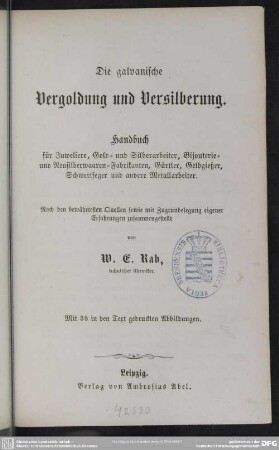 Die galvanische
Vergoldung und Versilberung.
Handbuch
für Juweliere, Gold- und Silberarbeiter, Bijouterie-
und Neusilberwaaren-Fabrikanten, Gürtler, Gelbgießer,
Schwertfeger und andere Metallarbeiter.
Nach den bewährtesten Quellen sowie mit Zugrundelegung eigener
Erfahrungen zusammengestellt
von
W. E. Rab,
Mit 36 in den Text gedruckten Abbildungen.
Leipzig.
Verlag von Ambrosius Abel.